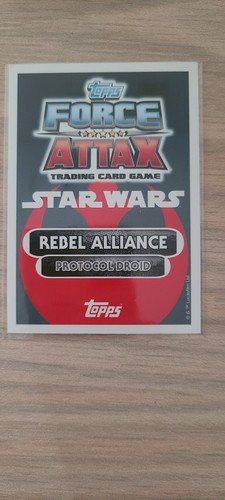 Topps
FORCE
ATTAX
TRADING CARD GAME
STAR WARS
REBEL ALLIANCE
PROTOCOL DROID
TOPPS